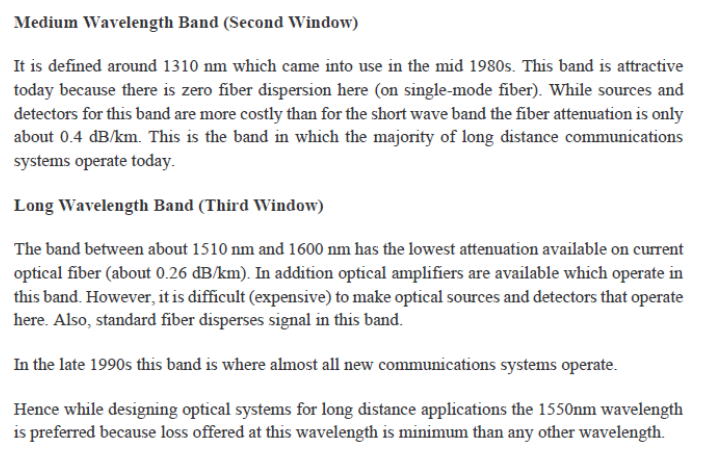 Medium Wavelength Band (Second Window)
It is defined around 1310 nm which came into use in the mid 1980s. This band is attractive
today because there is zero fiber dispersion here (on single-mode fiber). While sources and
detectors for this band are more costly than for the short wave band the fiber attenuation is only
about 0.4 dB/km. This is the band in which the majority of long distance communications
systems operate today.
Long Wavelength Band (Third Window)
The band between about 1510 nm and 1600 nm has the lowest attenuation available on current
optical fiber (about 0.26 dB/km). In addition optical amplifiers are available which operate in
this band. However, it is difficult (expensive) to make optical sources and detectors that operate
here. Also, standard fiber disperses signal in this band.
In the late 1990s this band is where almost all new communications systems operate.
Hence while designing optical systems for long distance applications the 1550nm wavelength
is preferred because loss offered at this wavelength is minimum than any other wavelength.